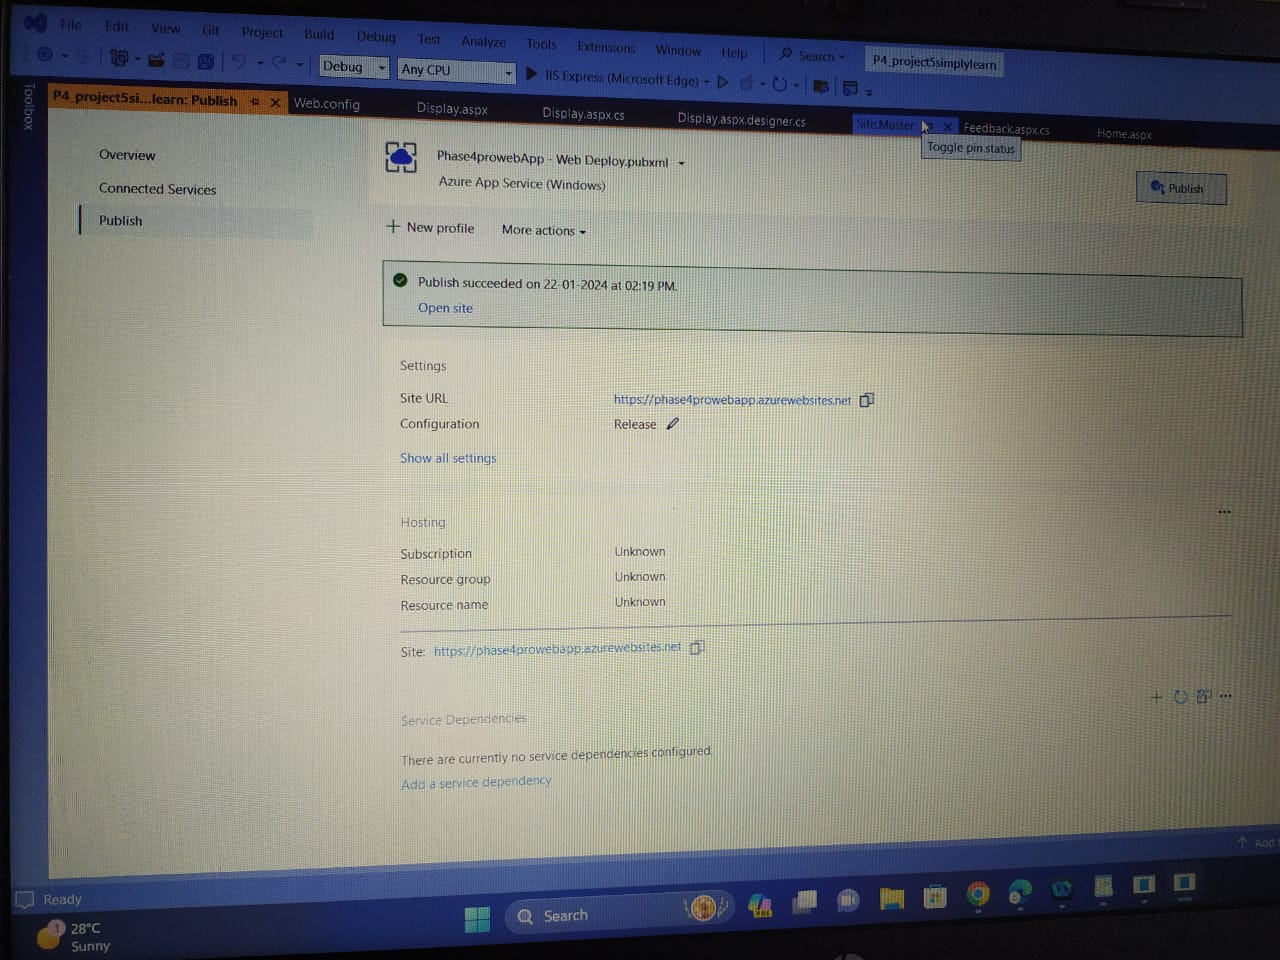 File Edit View Git Project Build Debug Test Analyze Tools Extensions Window Help Search P4_project5simplylearn
Debug Any CPU IIS Express (Microsoft Edge)
Toolbox
P4_project5si...learn: Publish Web.config Display.aspx Display.aspx.cs Display.aspx.designer.cs Site.Master Feedback.aspx.cs Home.aspx
Toggle pin status
Overview
Connected Services
Publish
Phase4prowebApp - Web Deploy.pubxml
Azure App Service (Windows)
Publish
New profile More actions
Publish succeeded on 22-01-2024 at 02:19 PM.
Open site
Settings
Site URL https://phase4prowebapp.azurewebsites.net
Configuration Release
Show all settings
Hosting
Subscription Unknown
Resource group Unknown
Resource name Unknown
Site: https://phase4prowebapp.azurewebsites.net
Service Dependencies
There are currently no service dependencies configured.
Add a service dependency
Add
Ready
1
28°C
Sunny
Search
PRE